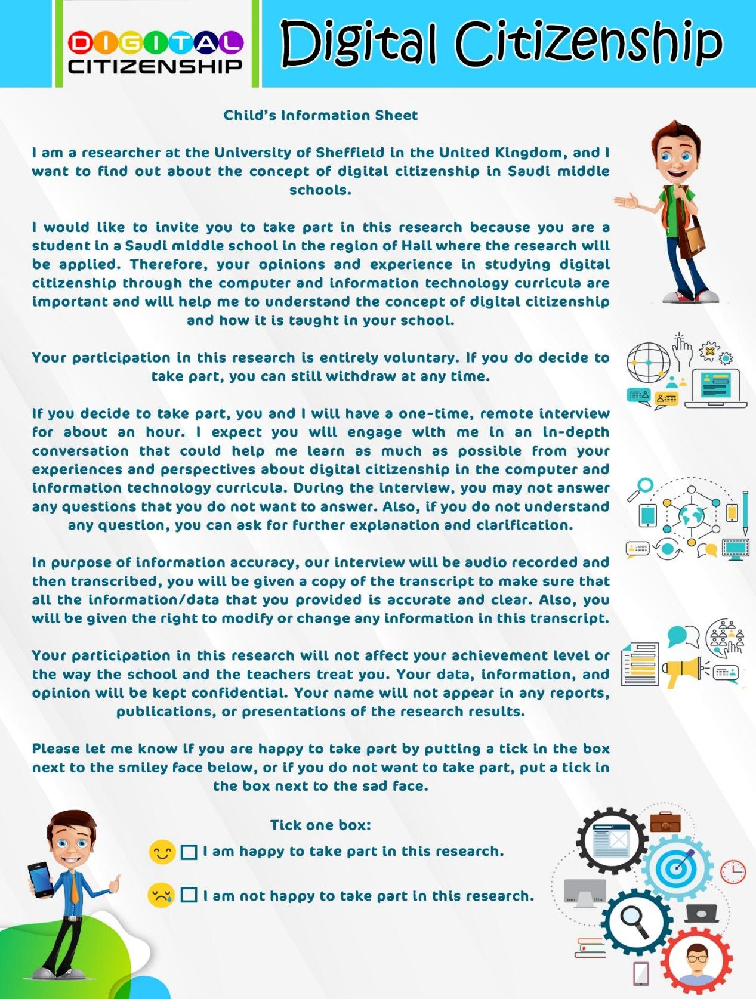 DIGITAL
CITIZENSHIP
Digital Citizenship
Child's Information Sheet
I am a researcher at the University of Sheffield in the United Kingdom, and I
want to find out about the concept of digital citizenship in Saudi middle
schools.
I would like to invite you to take part in this research because you are a
student in a Saudi middle school in the region of Hail where the research will
be applied. Therefore, your opinions and experience in studying digital
citizenship through the computer and information technology curricula are
important and will help me to understand the concept of digital citizenship
and how it is taught in your school.
Your participation in this research is entirely voluntary. If you do decide to
take part, you can still withdraw at any time.
If you decide to take part, you and I will have a one-time, remote interview
for about an hour. I expect you will engage with me in an in-depth
conversation that could help me learn as much as possible from your
experiences and perspectives about digital citizenship in the computer and
information technology curricula. During the interview, you may not answer
any questions that you do not want to answer. Also, if you do not understand
any question, you can ask for further explanation and clarification.
In purpose of information accuracy, our interview will be audio recorded and
then transcribed, you will be given a copy of the transcript to make sure that
all the information/data that you provided is accurate and clear. Also, you
will be given the right to modify or change any information in this transcript.
Your participation in this research will not affect your achievement level or
the way the school and the teachers treat you. Your data, information, and
opinion will be kept confidential. Your name will not appear in any reports,
publications, or presentations of the research results.
Please let me know if you are happy to take part by putting a tick in the box
next to the smiley face below, or if you do not want to take part, put a tick in
the box next to the sad face.
Tick one box:
I am happy to take part in this research.
I am not happy to take part in this research.